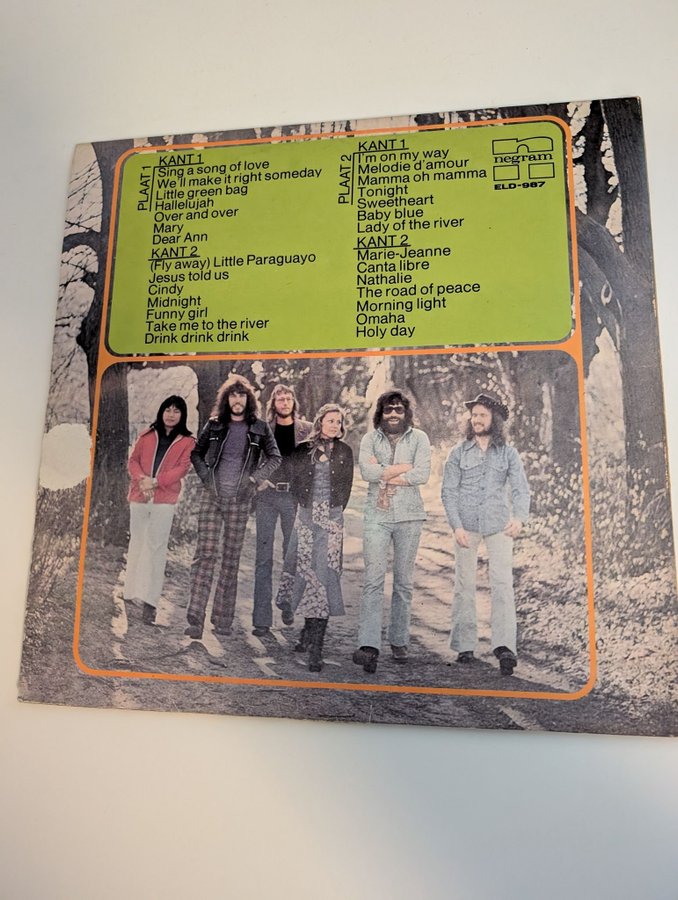 PLAAT 1
KANT 1
Sing a song of love
We'll make it right someday
Little green bag
Hallelujah
Over and over
Mary
Dear Ann
KANT 2
(Fly away) Little Paraguayo
Jesus told us
Cindy
Midnight
Funny girl
Take me to the river
Drink drink drink
PLAAT 2
KANT 1
I'm on my way
Melodie d'amour
Mamma oh mamma
Tonight
Sweetheart
Baby blue
Lady of the river
KANT 2
Marie-Jeanne
Canta libre
Nathalie
The road of peace
Morning light
Omaha
Holy day
n
negram
ELD-987